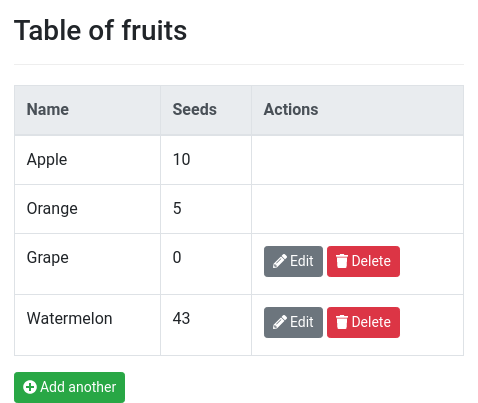 Table of fruits
Name Seeds Actions
Apple 10
Orange 5
Grape 0 Edit Delete
Watermelon 43 Edit Delete
Add another